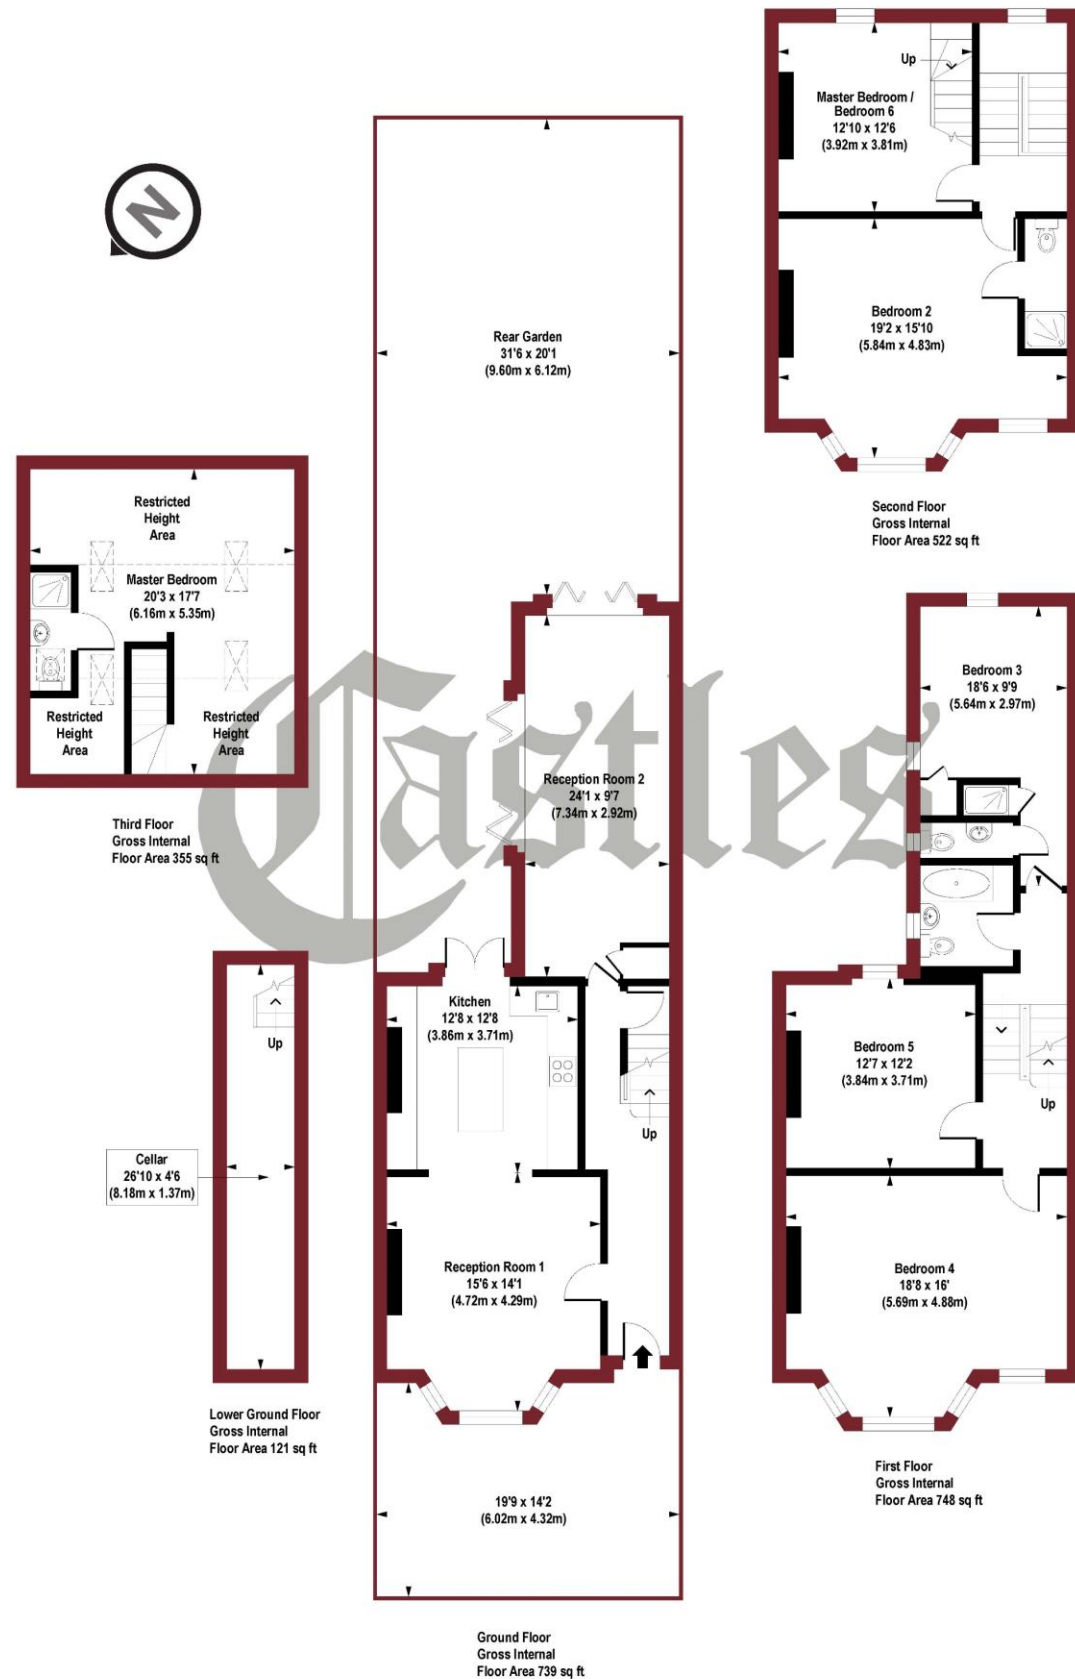 Up
Master Bedroom /
Bedroom 6
12'10 x 12'6
(3.92m x 3.81m)
Bedroom 2
19'2 x 15'10
(5.84m x 4.83m)
Second Floor
Gross Internal
Floor Area 522 sq ft
N
Rear Garden
31'6 x 20'1
(9.60m x 6.12m)
Restricted
Height
Area
Master Bedroom
20'3 x 17'7
(6.16m x 5.35m)
Restricted
Height
Area
Restricted
Height
Area
Third Floor
Gross Internal
Floor Area 355 sq ft
Castles
Bedroom 3
18'6 x 9'9
(5.64m x 2.97m)
Reception Room 2
24'1 x 9'7
(7.34m x 2.92m)
Up
Kitchen
12'8 x 12'8
(3.86m x 3.71m)
Up
Bedroom 5
12'7 x 12'2
(3.84m x 3.71m)
Up
Cellar
26'10 x 4'6
(8.18m x 1.37m)
Reception Room 1
15'6 x 14'1
(4.72m x 4.29m)
Bedroom 4
18'8 x 16'
(5.69m x 4.88m)
Lower Ground Floor
Gross Internal
Floor Area 121 sq ft
First Floor
Gross Internal
Floor Area 748 sq ft
19'9 x 14'2
(6.02m x 4.32m)
Ground Floor
Gross Internal
Floor Area 739 sq ft